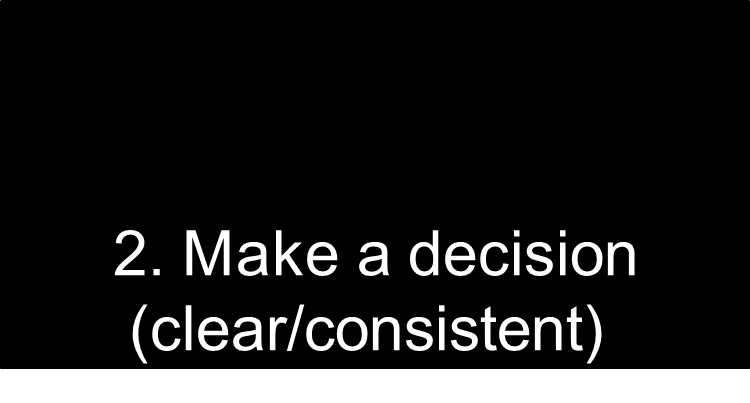 2. Make a decision
(clear/consistent)